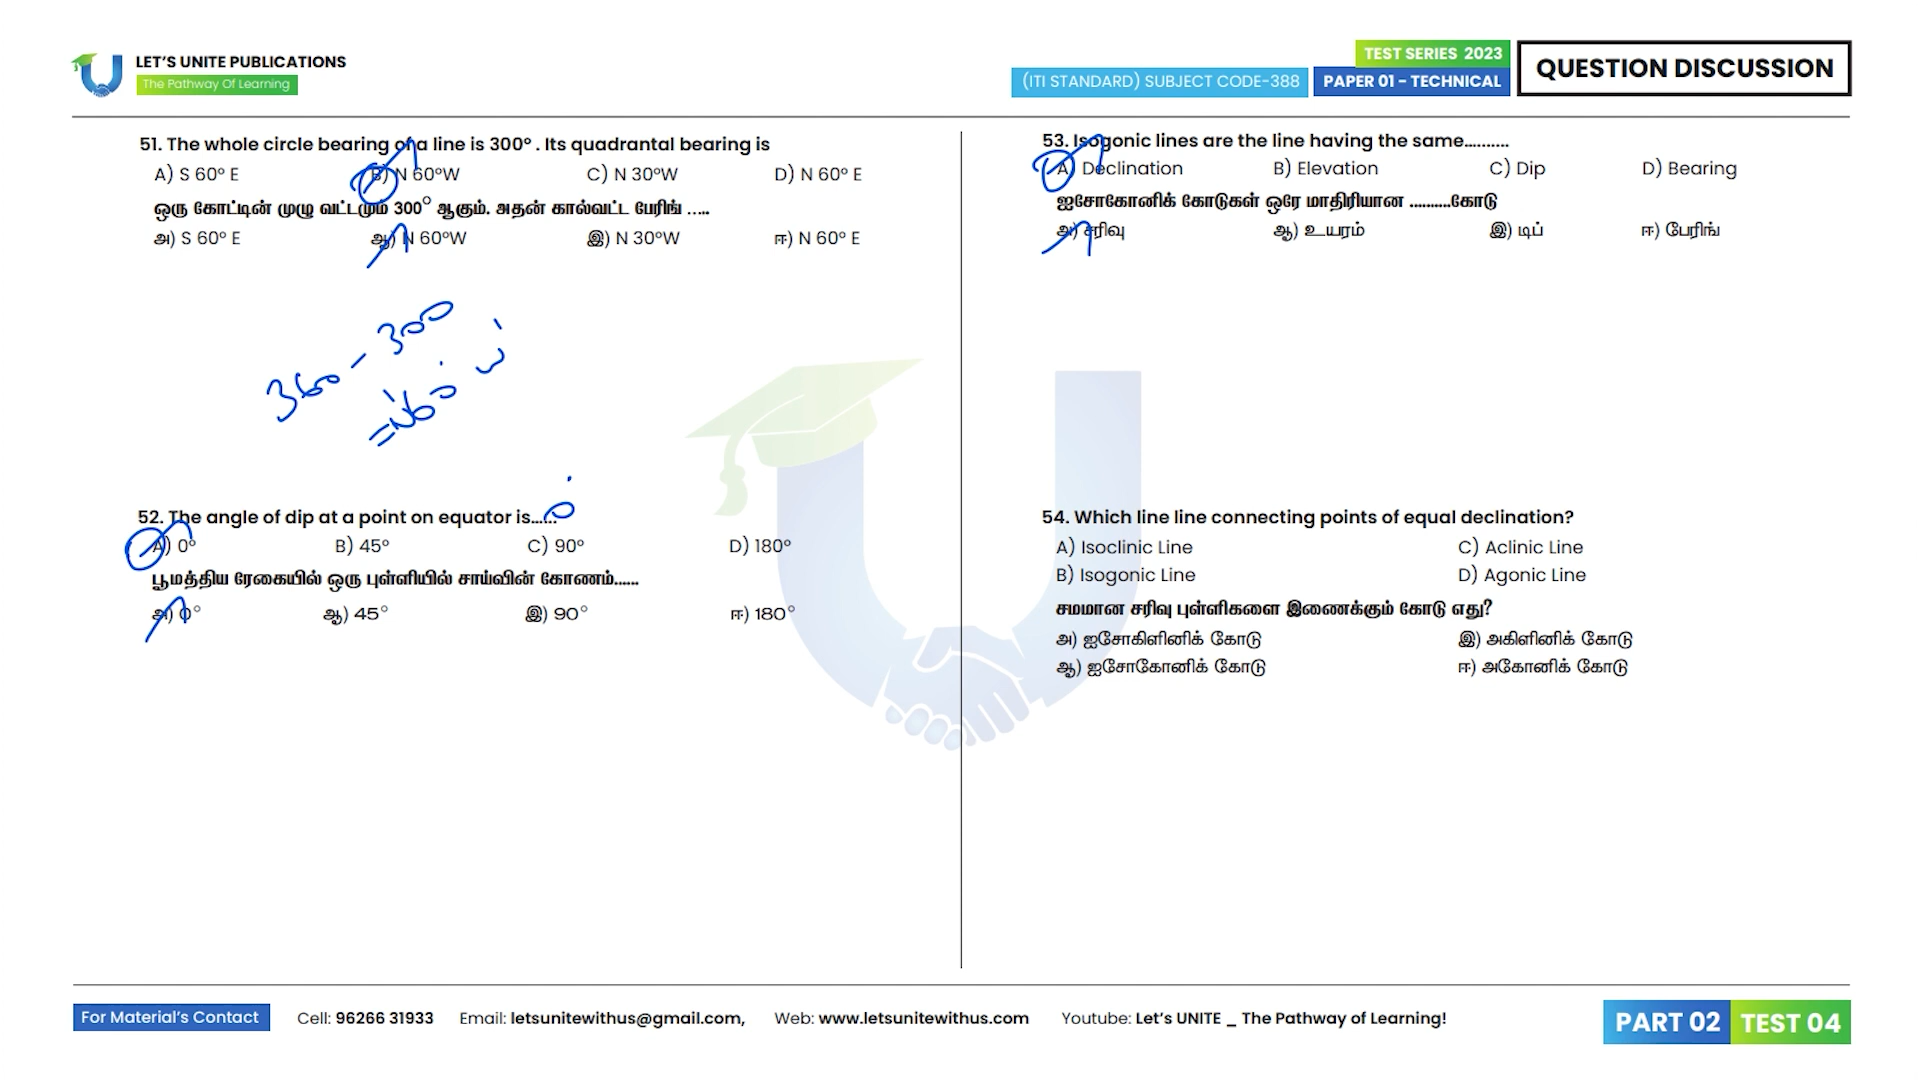 LET'S UNITE PUBLICATIONS
The Pathway Of Learning
TEST SERIES 2023
(ITI STANDARD) SUBJECT CODE-388
PAPER 01 - TECHNICAL
QUESTION DISCUSSION
51. The whole circle bearing of a line is 300° . Its quadrantal bearing is
A) S 60° E B) N 60°W C) N 30°W D) N 60° E
ஒரு கோட்டின் முழு வட்டமும் 300° ஆகும். அதன் கால்வட்ட பேரிங் .....
அ) S 60° E ஆ) N 60°W இ) N 30°W ஈ) N 60° E
360 - 300
= N 60° W
52. The angle of dip at a point on equator is......
0°
A) 0° B) 45° C) 90° D) 180°
பூமத்திய ரேகையில் ஒரு புள்ளியில் சாய்வின் கோணம்......
அ) 0° ஆ) 45° இ) 90° ஈ) 180°
53. Isogonic lines are the line having the same..........
A) Declination B) Elevation C) Dip D) Bearing
ஐசோகோனிக் கோடுகள் ஒரே மாதிரியான ..........கோடு
அ) சரிவு ஆ) உயரம் இ) டிப் ஈ) பேரிங்
54. Which line line connecting points of equal declination?
A) Isoclinic Line C) Aclinic Line
B) Isogonic Line D) Agonic Line
சமமான சரிவு புள்ளிகளை இணைக்கும் கோடு எது?
அ) ஐசோகிளினிக் கோடு இ) அகிளினிக் கோடு
ஆ) ஐசோகோனிக் கோடு ஈ) அகோனிக் கோடு
For Material's Contact Cell: 96266 31933 Email: letsunitewithus@gmail.com, Web: www.letsunitewithus.com Youtube: Let's UNITE _ The Pathway of Learning!
PART 02 TEST 04